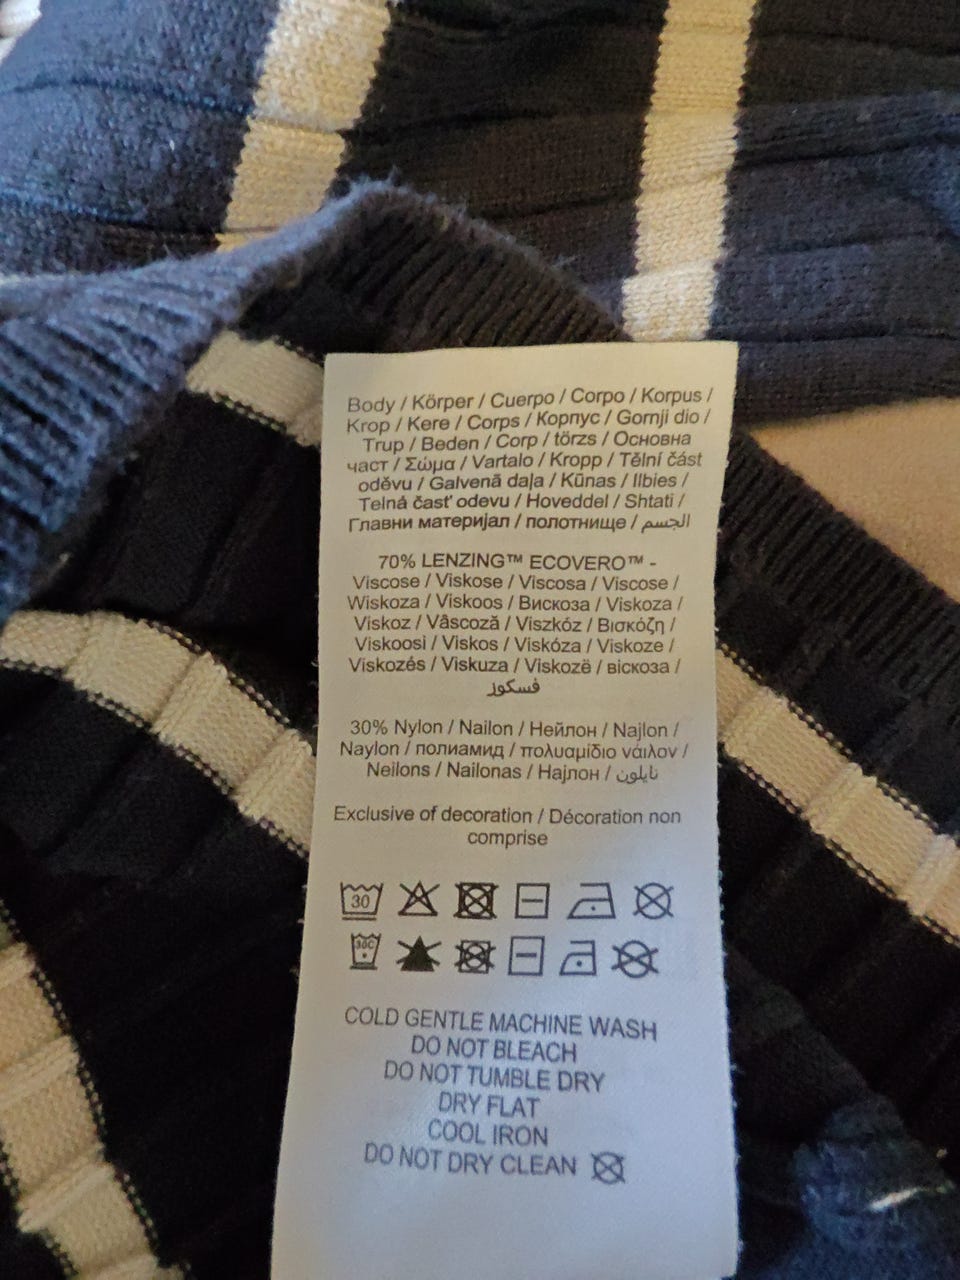 Body / Körper / Cuerpo / Corpo / Korpus /
Krop / Kere / Corps / Корпус / Gornji dio /
Trup / Beden / Corp / törzs / Основна
част / Σώμα / Vartalo / Kropp / Tělní část
oděvu / Galvenā daļa / Kūnas / Ilbies /
Telná časť odevu / Hoveddel / Shtati /
Главни материјал / полотнище / الجسم
70% LENZING™ ECOVERO™ -
Viscose / Viskose / Viscosa / Viscose /
Wiskoza / Viskoos / Вискоза / Viskoza /
Viskoz / Vâscoză / Viszkóz / Βισκόζη /
Viskoosi / Viskos / Viskóza / Viskoze /
Viskozés / Viskuza / Viskozë / віскоза /
فسكوز
30% Nylon / Nailon / Нейлон / Najlon /
Naylon / полиамид / πολυαμίδιο νάιλον /
Neilons / Nailonas / Најлон / نايلون
Exclusive of decoration / Décoration non
comprise
30
30C
COLD GENTLE MACHINE WASH
DO NOT BLEACH
DO NOT TUMBLE DRY
DRY FLAT
COOL IRON
DO NOT DRY CLEAN